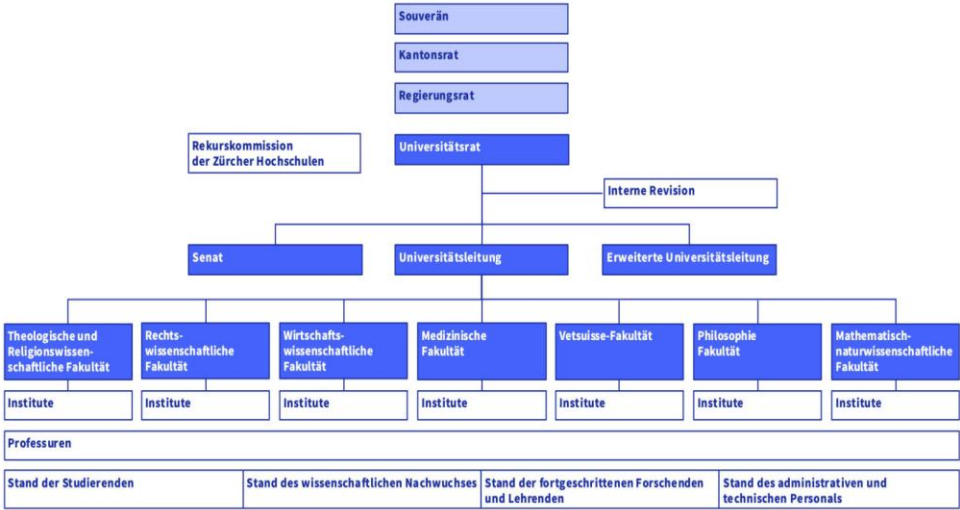 Souverän
Kantonsrat
Regierungsrat
Rekurskommission
der Zürcher Hochschulen
Universitätsrat
Interne Revision
Senat
Universitätsleitung
Erweiterte Universitätsleitung
Theologische und
Religionswissen-
schaftliche Fakultät
Rechts-
wissenschaftliche
Fakultät
Wirtschafts-
wissenschaftliche
Fakultät
Medizinische
Fakultät
Vetsuisse-Fakultät
Philosophie
Fakultät
Mathematisch-
naturwissenschaftliche
Fakultät
Institute
Institute
Institute
Institute
Institute
Institute
Institute
Professuren
Stand der Studierenden
Stand des wissenschaftlichen Nachwuchses
Stand der fortgeschrittenen Forschenden
und Lehrenden
Stand des administrativen und
technischen Personals